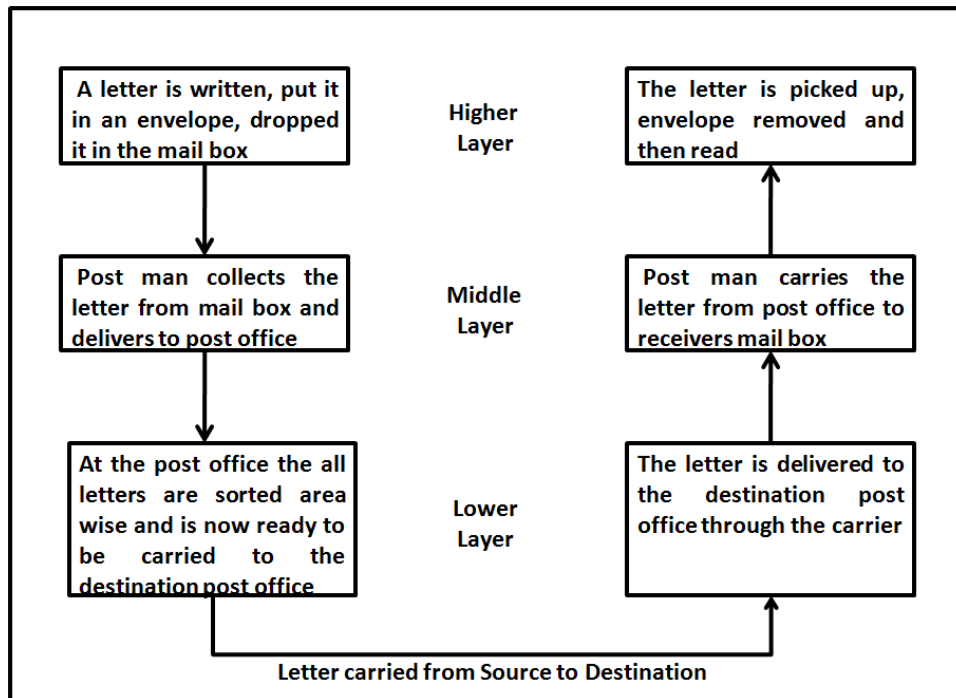 A letter is written, put it
in an envelope, dropped
it in the mail box
Higher
Layer
The letter is picked up,
envelope removed and
then read
Post man collects the
letter from mail box and
delivers to post office
Middle
Layer
Post man carries the
letter from post office to
receivers mail box
At the post office the all
letters are sorted area
wise and is now ready to
be carried to the
destination post office
Lower
Layer
The letter is delivered to
the destination post
office through the carrier
Letter carried from Source to Destination